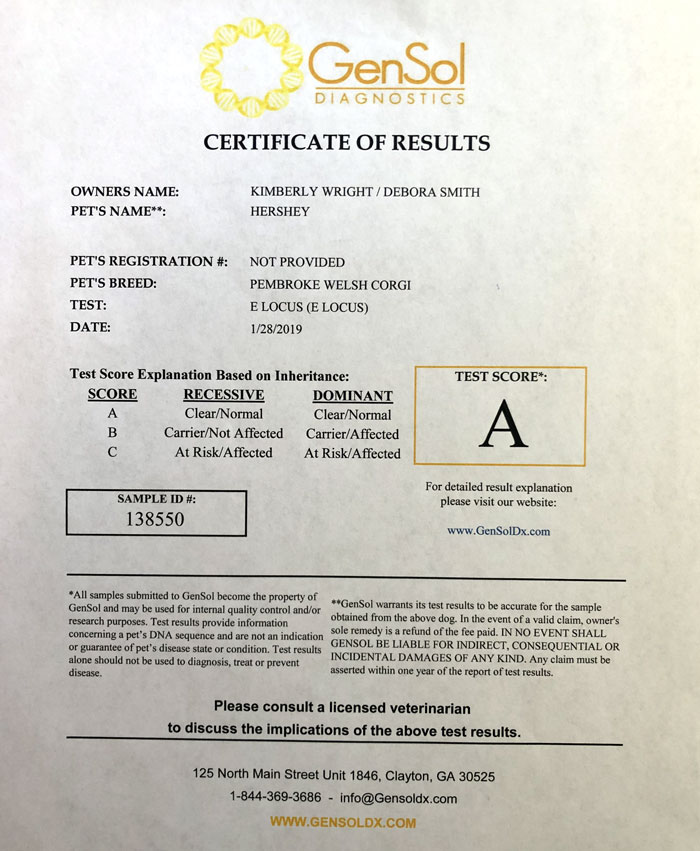 GenSol
DIAGNOSTICS
CERTIFICATE OF RESULTS
OWNERS NAME: KIMBERLY WRIGHT / DEBORA SMITH
PET'S NAME**: HERSHEY
PET'S REGISTRATION #: NOT PROVIDED
PET'S BREED: PEMBROKE WELSH CORGI
TEST: E LOCUS (E LOCUS)
DATE: 1/28/2019
Test Score Explanation Based on Inheritance:
SCORE RECESSIVE DOMINANT
A Clear/Normal Clear/Normal
B Carrier/Not Affected Carrier/Affected
C At Risk/Affected At Risk/Affected
TEST SCORE*:
A
For detailed result explanation
please visit our website:
www.GenSolDx.com
SAMPLE ID #:
138550
*All samples submitted to GenSol become the property of
GenSol and may be used for internal quality control and/or
research purposes. Test results provide information
concerning a pet's DNA sequence and are not an indication
or guarantee of pet's disease state or condition. Test results
alone should not be used to diagnosis, treat or prevent
disease.
**GenSol warrants its test results to be accurate for the sample
obtained from the above dog. In the event of a valid claim, owner's
sole remedy is a refund of the fee paid. IN NO EVENT SHALL
GENSOL BE LIABLE FOR INDIRECT, CONSEQUENTIAL OR
INCIDENTAL DAMAGES OF ANY KIND. Any claim must be
asserted within one year of the report of test results.
Please consult a licensed veterinarian
to discuss the implications of the above test results.
125 North Main Street Unit 1846, Clayton, GA 30525
1-844-369-3686 - info@Gensoldx.com
WWW.GENSOLDX.COM